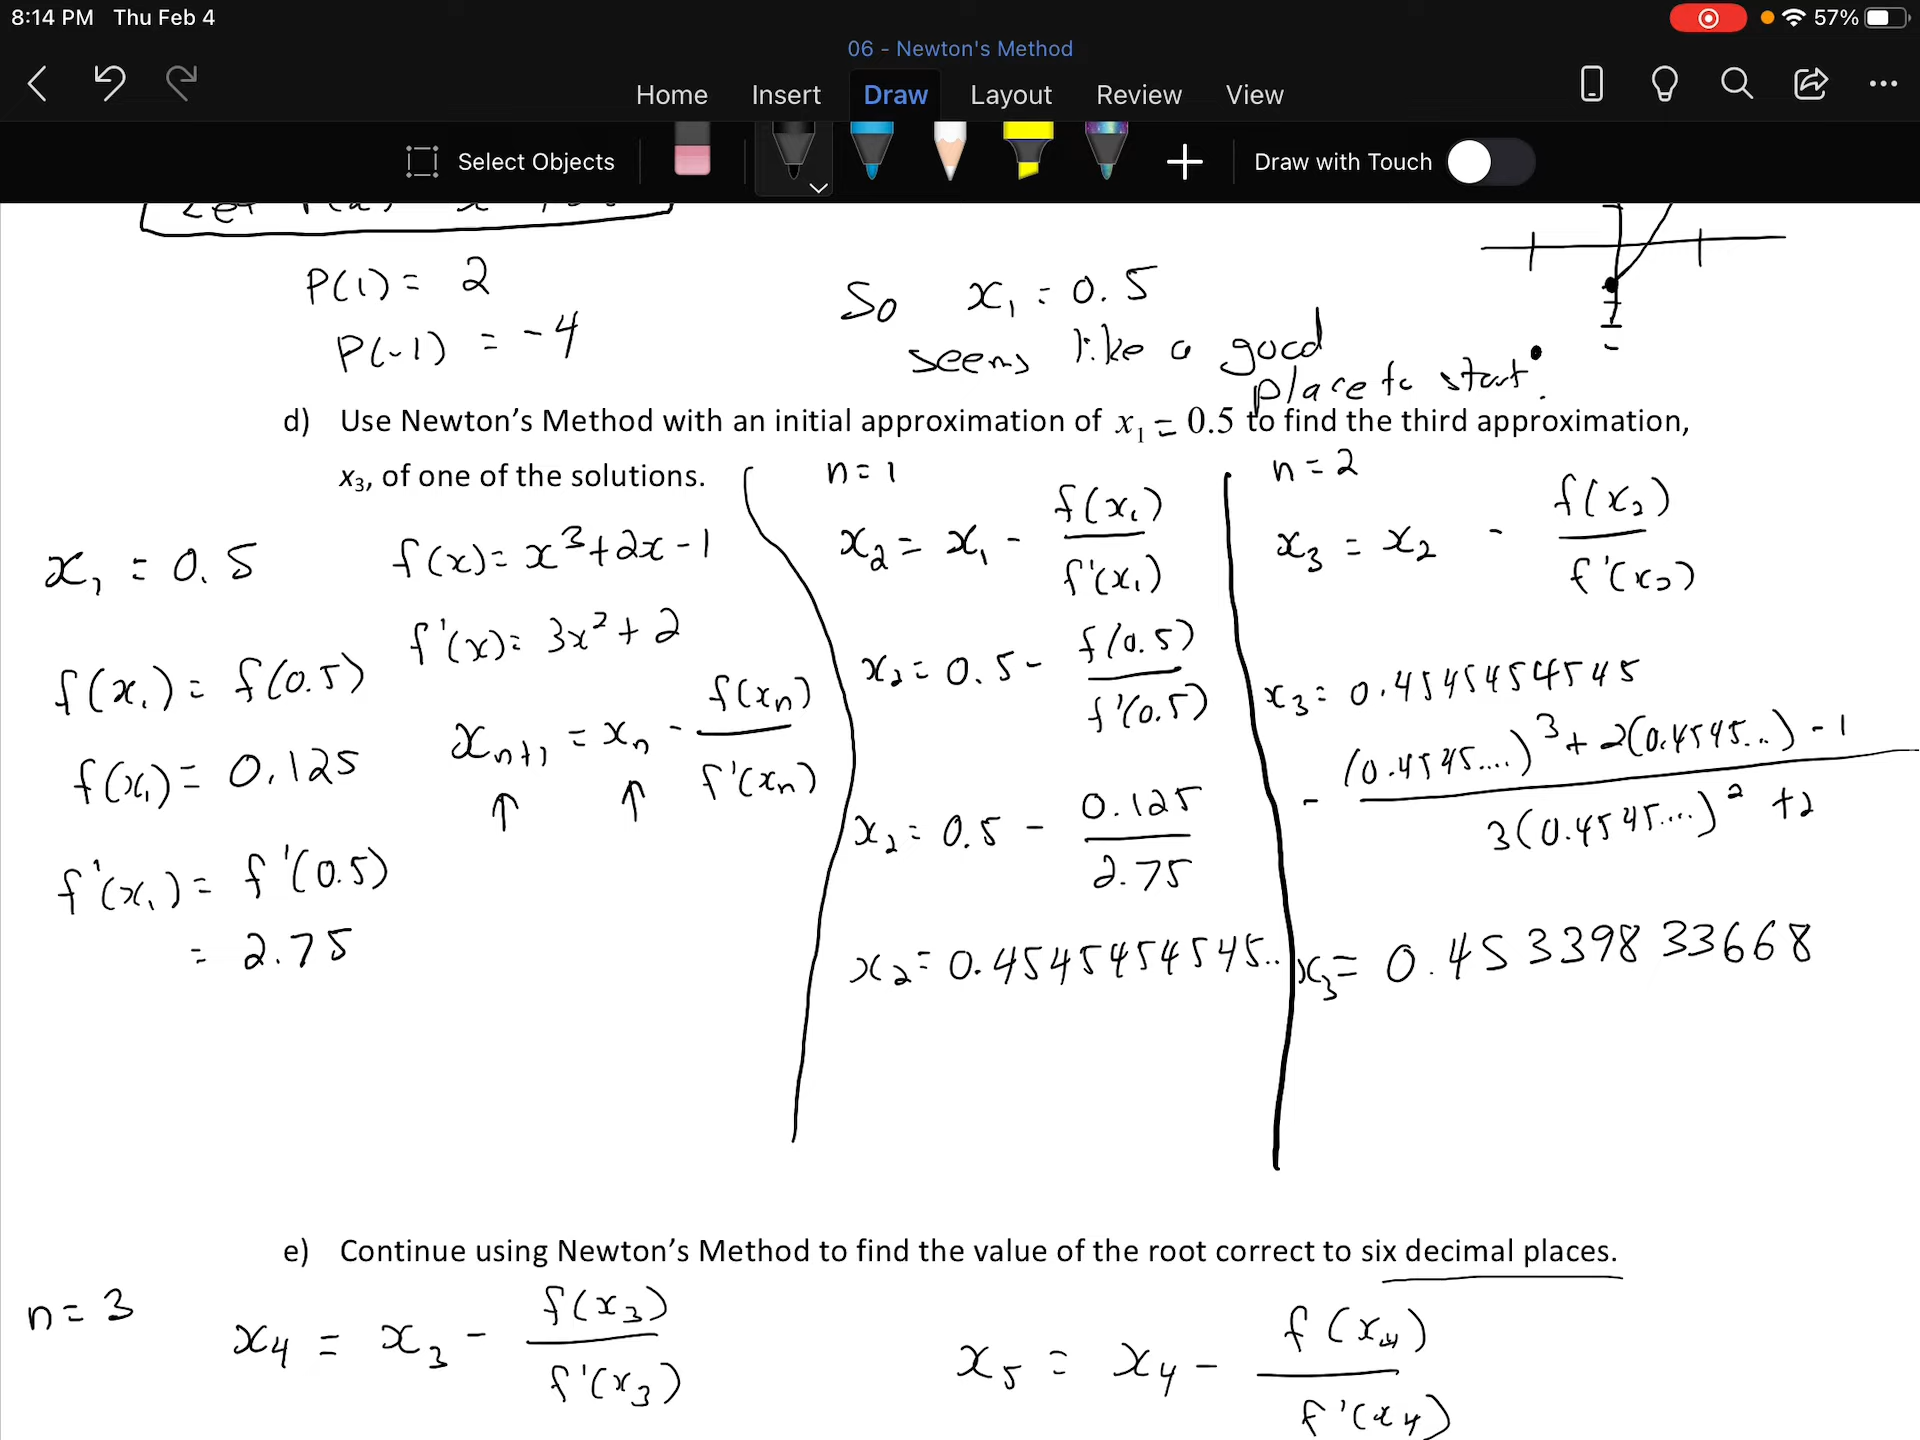 8:14 PM Thu Feb 4
57%
06 - Newton's Method
Home Insert Draw Layout Review View
Select Objects
Draw with Touch
P(1) = 2
P(-1) = -4
So x₁ = 0.5
seems like a good
place to start.
d) Use Newton's Method with an initial approximation of x₁ = 0.5 to find the third approximation,
x₃, of one of the solutions.
x₁ = 0.5
f(x₁) = f(0.5)
f(x₁) = 0.125
f'(x₁) = f'(0.5)
= 2.75
f(x) = x³ + 2x - 1
f'(x) = 3x² + 2
xₙ₊₁ = xₙ - f(xₙ) / f'(xₙ)
↑ ↑
n = 1
x₂ = x₁ - f(x₁) / f'(x₁)
x₂ = 0.5 - f(0.5) / f'(0.5)
x₂ = 0.5 - 0.125 / 2.75
x₂ = 0.4545454545..
n = 2
x₃ = x₂ - f(x₂) / f'(x₂)
x₃ = 0.4545454545
- (0.4545....)³ + 2(0.4545...) - 1 / 3(0.4545....)² + 2
x₃ = 0.45339833668
e) Continue using Newton's Method to find the value of the root correct to six decimal places.
n = 3
x₄ = x₃ - f(x₃) / f'(x₃)
x₅ = x₄ - f(x₄) / f'(x₄)